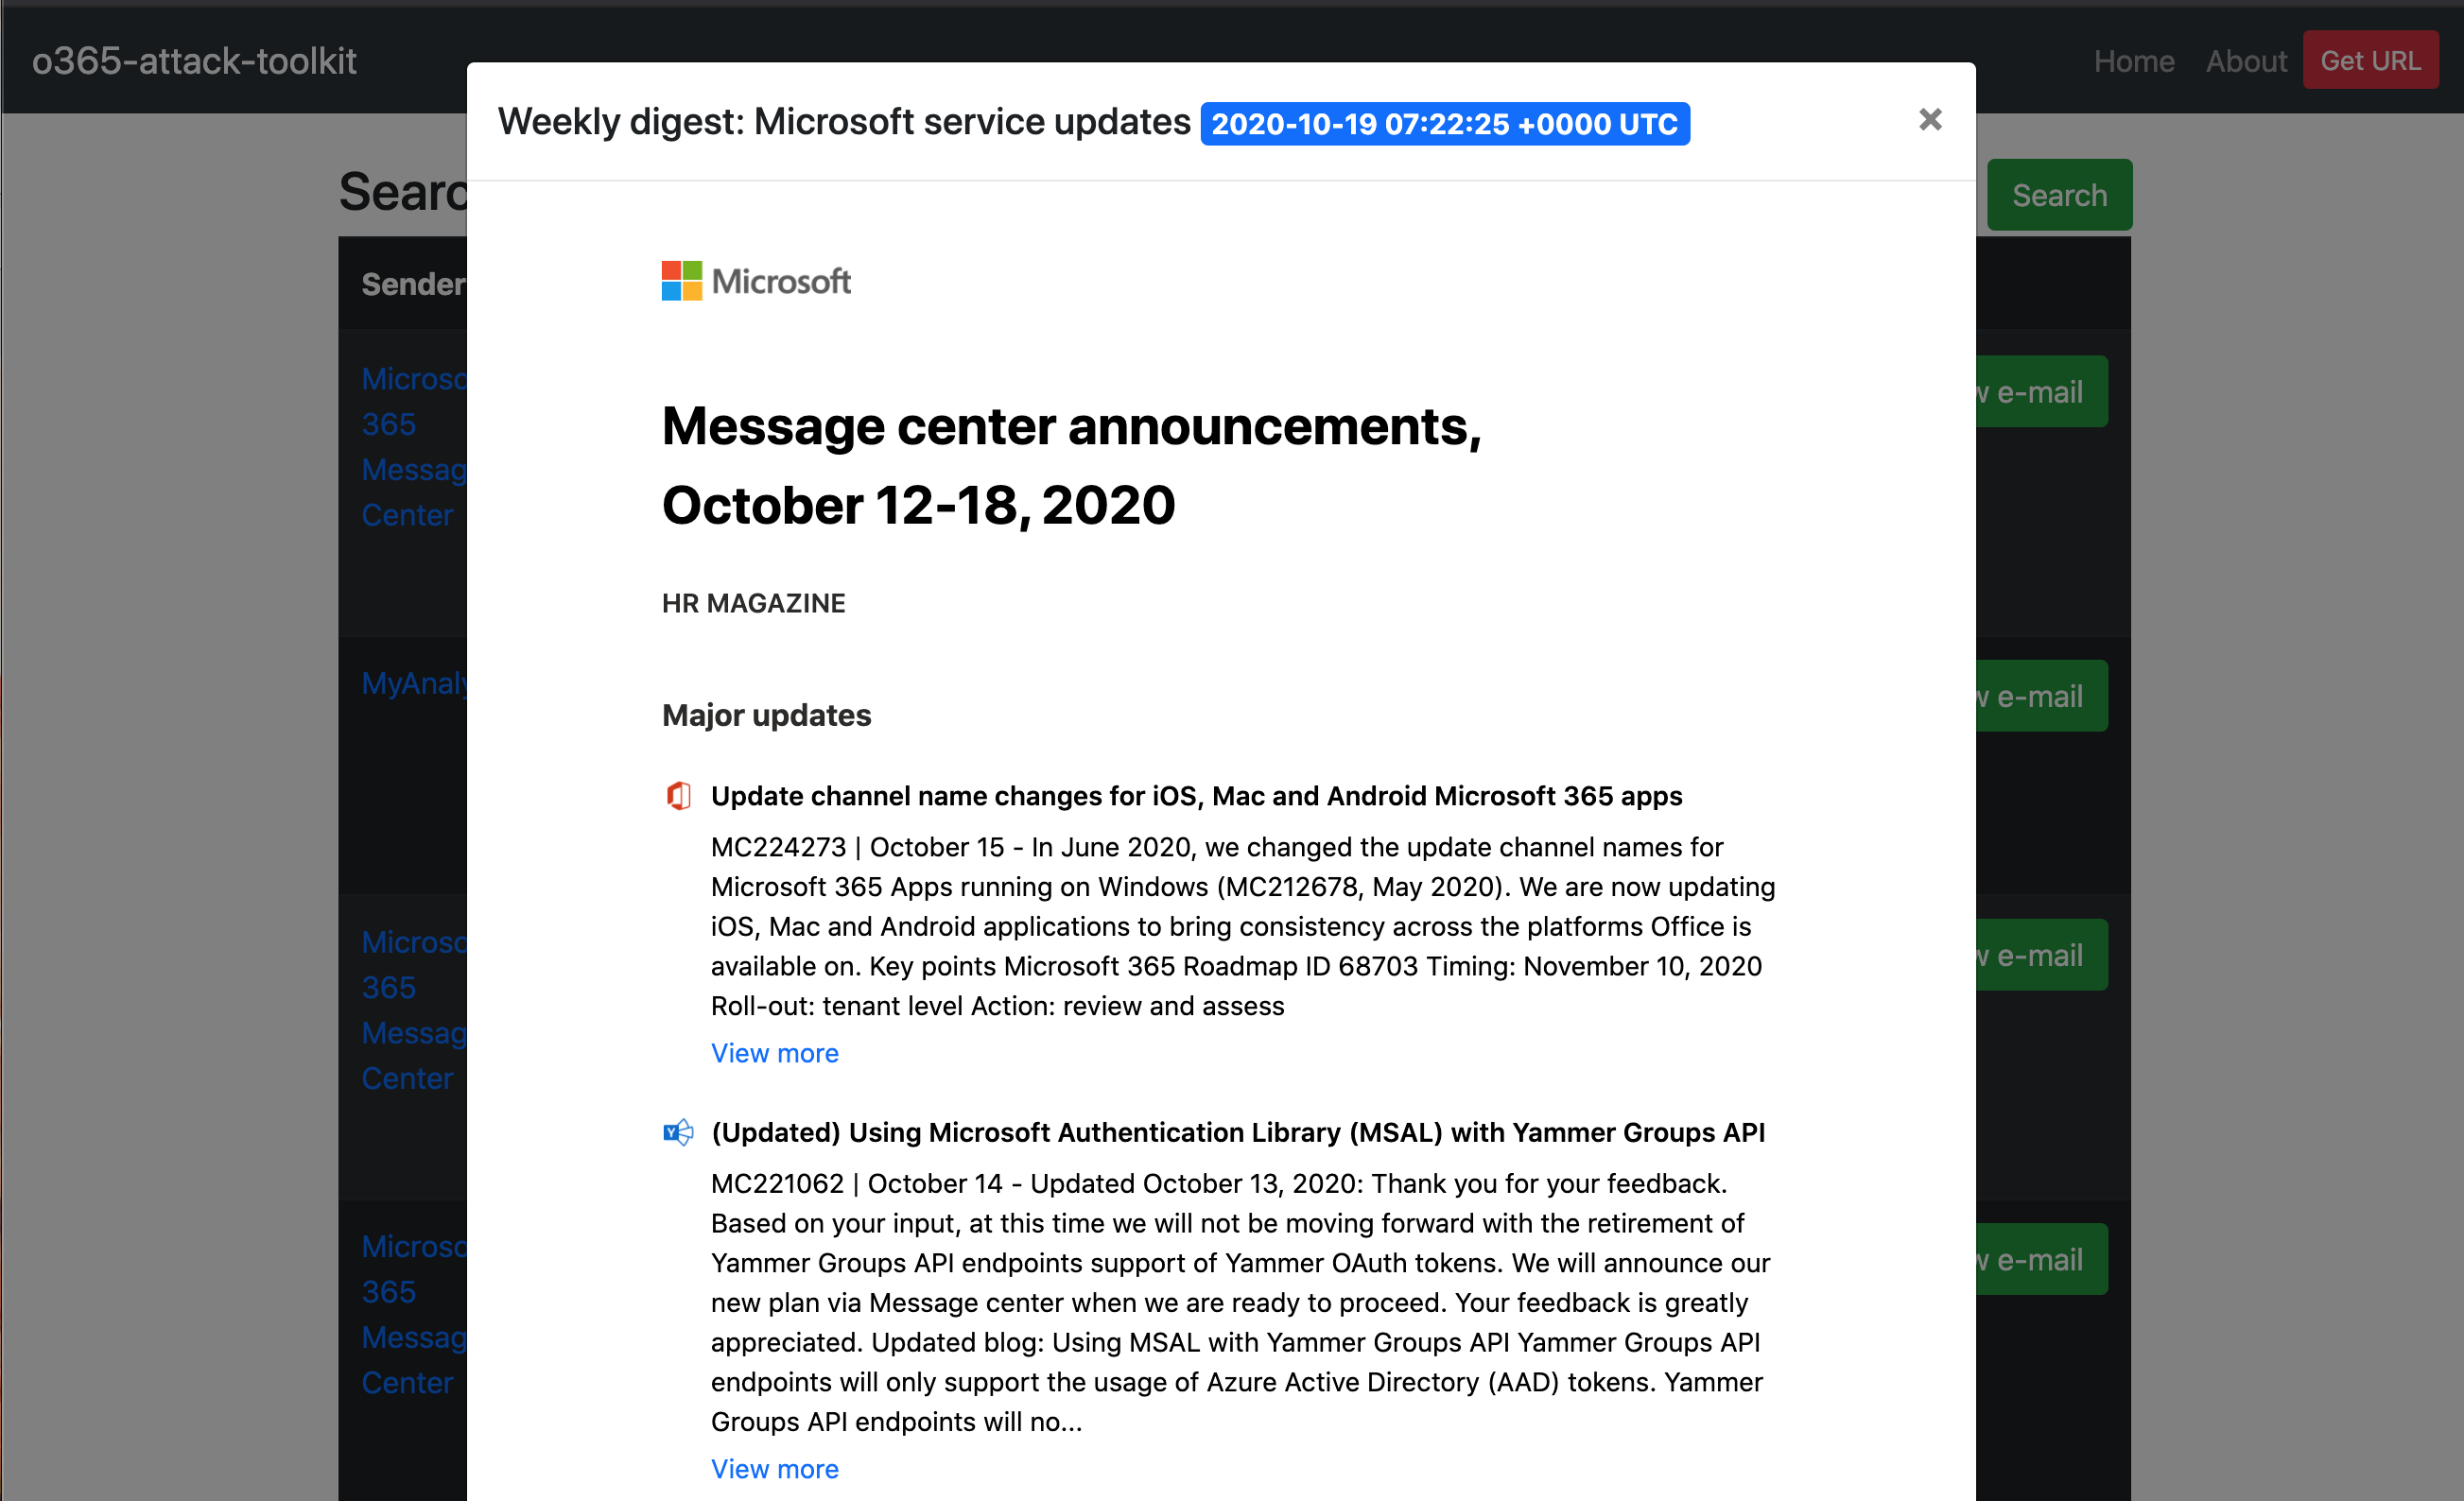 o365-attack-toolkit
Home About Get URL
Weekly digest: Microsoft service updates 2020-10-19 07:22:25 +0000 UTC
×
Search
Sender
365
Center
e-mail
Microsoft
Message center announcements,
October 12-18, 2020
HR MAGAZINE
Major updates
e-mail
Update channel name changes for iOS, Mac and Android Microsoft 365 apps
MC224273 | October 15 - In June 2020, we changed the update channel names for
Microsoft 365 Apps running on Windows (MC212678, May 2020). We are now updating
iOS, Mac and Android applications to bring consistency across the platforms Office is
available on. Key points Microsoft 365 Roadmap ID 68703 Timing: November 10, 2020
Roll-out: tenant level Action: review and assess
View more
365
Center
e-mail
(Updated) Using Microsoft Authentication Library (MSAL) with Yammer Groups API
MC221062 | October 14 - Updated October 13, 2020: Thank you for your feedback.
Based on your input, at this time we will not be moving forward with the retirement of
Yammer Groups API endpoints support of Yammer OAuth tokens. We will announce our
new plan via Message center when we are ready to proceed. Your feedback is greatly
appreciated. Updated blog: Using MSAL with Yammer Groups API Yammer Groups API
endpoints will only support the usage of Azure Active Directory (AAD) tokens. Yammer
Groups API endpoints will no...
View more
365
Center
e-mail